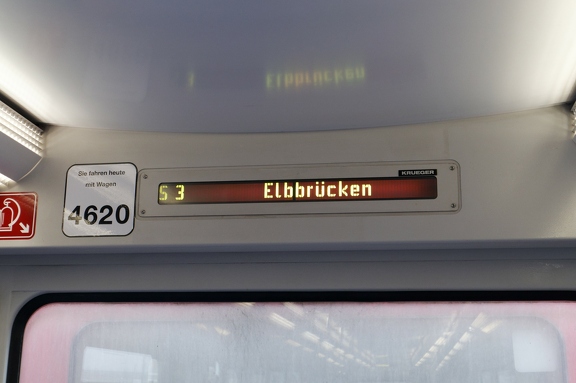 Sie fahren heute
mit Wagen
4620
KRUEGER
S 3 Elbbrücken